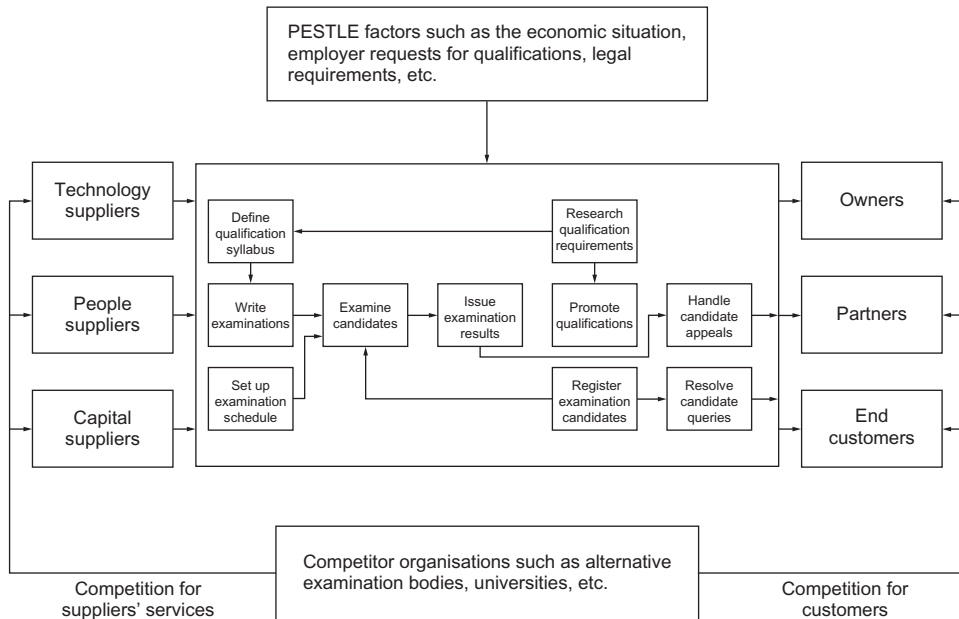 PESTLE factors such as the economic situation,
employer requests for qualifications, legal
requirements, etc.
Technology
suppliers
Define
qualification
syllabus
Research
qualification
requirements
Owners
People
suppliers
Write
examinations
Examine
candidates
Issue
examination
results
Promote
qualifications
Handle
candidate
appeals
Partners
Capital
suppliers
Set up
examination
schedule
Register
examination
candidates
Resolve
candidate
queries
End
customers
Competitor organisations such as alternative
examination bodies, universities, etc.
Competition for
suppliers’ services
Competition for
customers